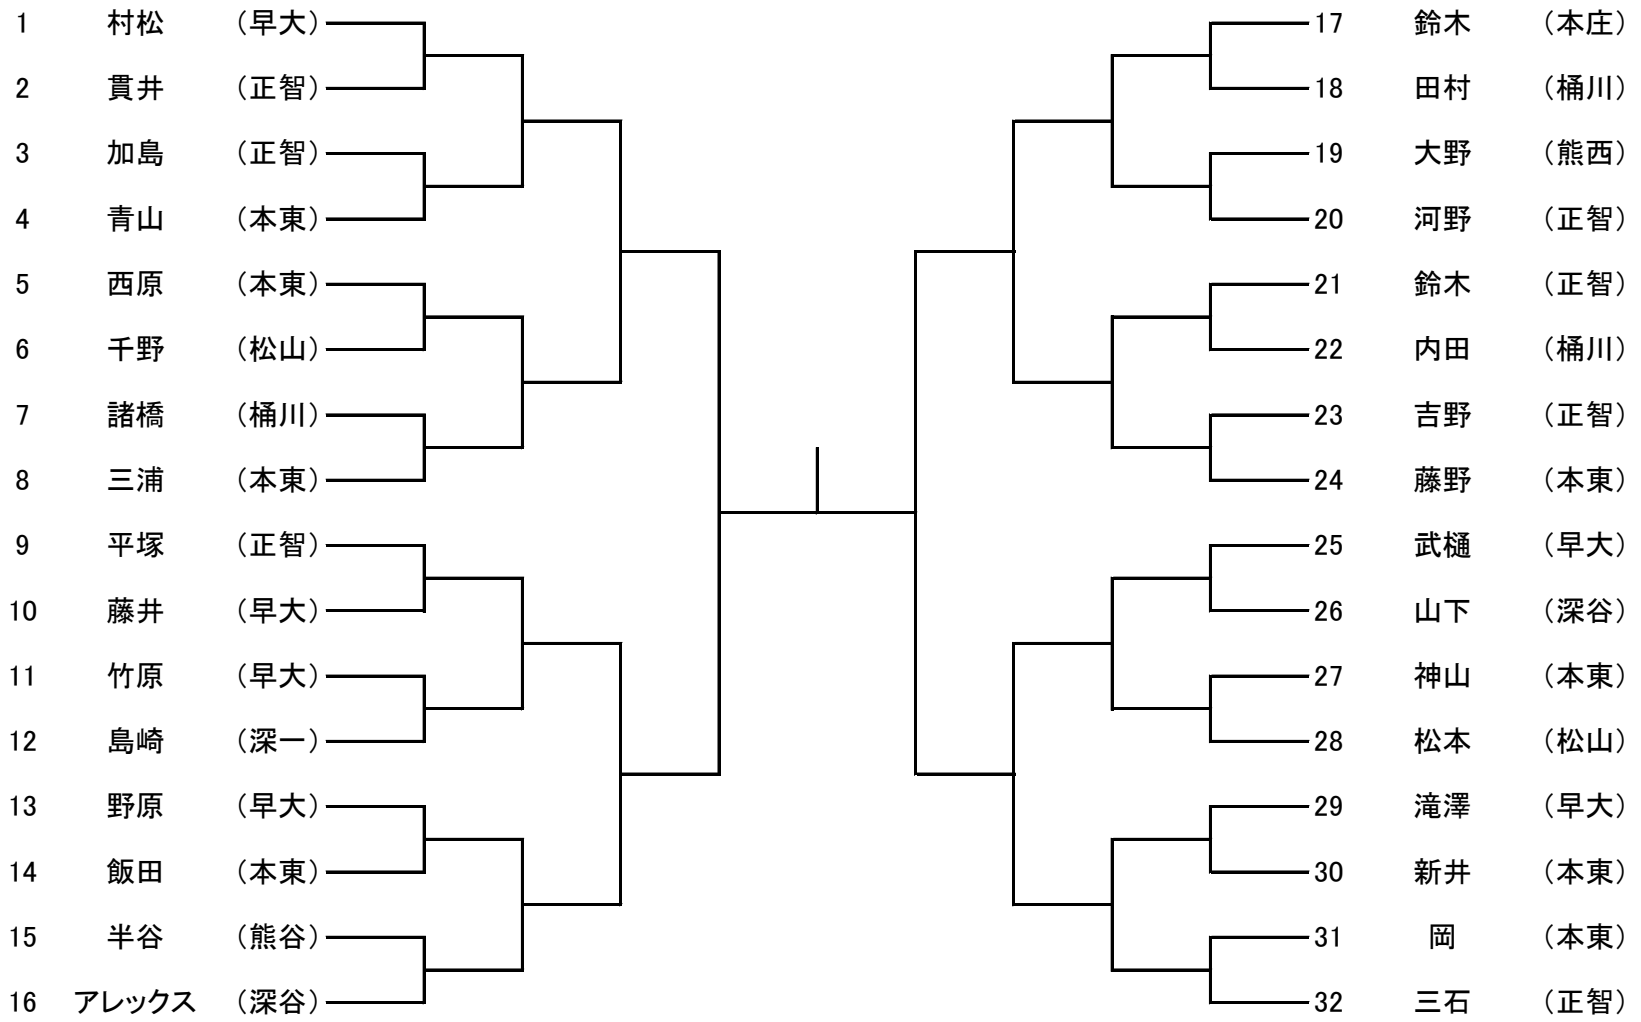 1 村松 （早大） 17 鈴木 （本庄）
2 貫井 （正智） 18 田村 （桶川）
3 加島 （正智） 19 大野 （熊西）
4 青山 （本東） 20 河野 （正智）
5 西原 （本東） 21 鈴木 （正智）
6 千野 （松山） 22 内田 （桶川）
7 諸橋 （桶川） 23 吉野 （正智）
8 三浦 （本東） 24 藤野 （本東）
9 平塚 （正智） 25 武樋 （早大）
10 藤井 （早大） 26 山下 （深谷）
11 竹原 （早大） 27 神山 （本東）
12 島崎 （深一） 28 松本 （松山）
13 野原 （早大） 29 滝澤 （早大）
14 飯田 （本東） 30 新井 （本東）
15 半谷 （熊谷） 31 岡 （本東）
16 アレックス （深谷） 32 三石 （正智）